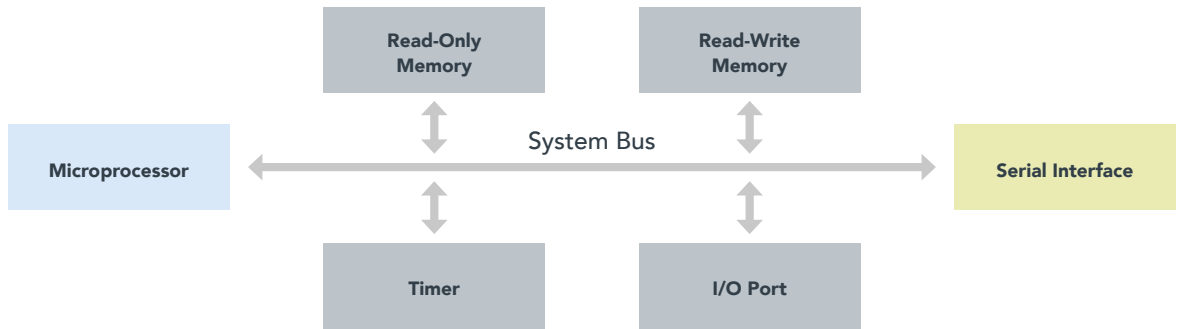 Read-Only
Memory
Read-Write
Memory
System Bus
Microprocessor
Serial Interface
Timer
I/O Port